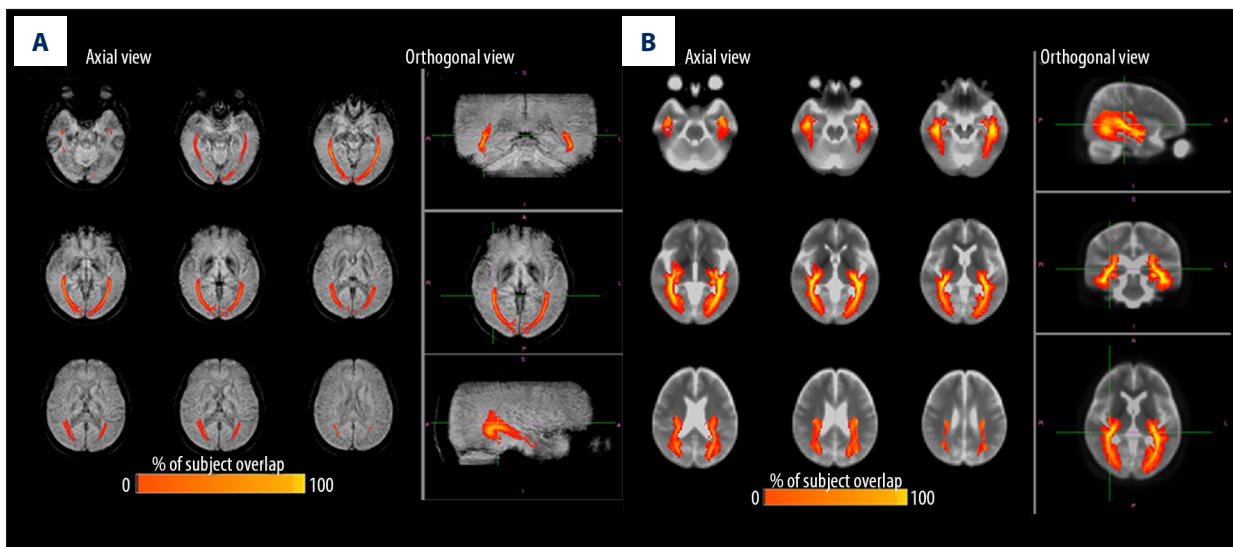 A
Axial view
Orthogonal view
S
R
L
I
A
R
L
P
S
P
A
I
% of subject overlap
0
100
B
Axial view
Orthogonal view
P
A
I
S
R
L
I
A
R
L
P
% of subject overlap
0
100